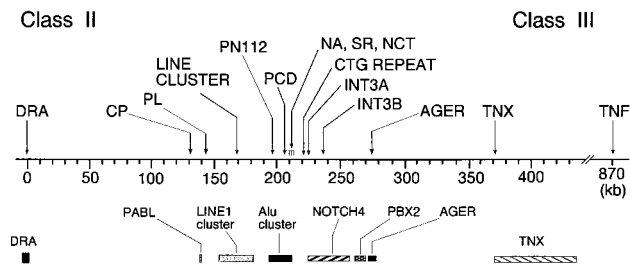 Class II
Class III
NA, SR, NCT
PN112
CTG REPEAT
LINE
CLUSTER
PCD
INT3A
PL
INT3B
DRA
CP
AGER
TNX
TNF
m
0
50
100
150
200
250
300
350
400
870
(kb)
PABL
LINE1
cluster
Alu
cluster
NOTCH4
PBX2
AGER
DRA
TNX